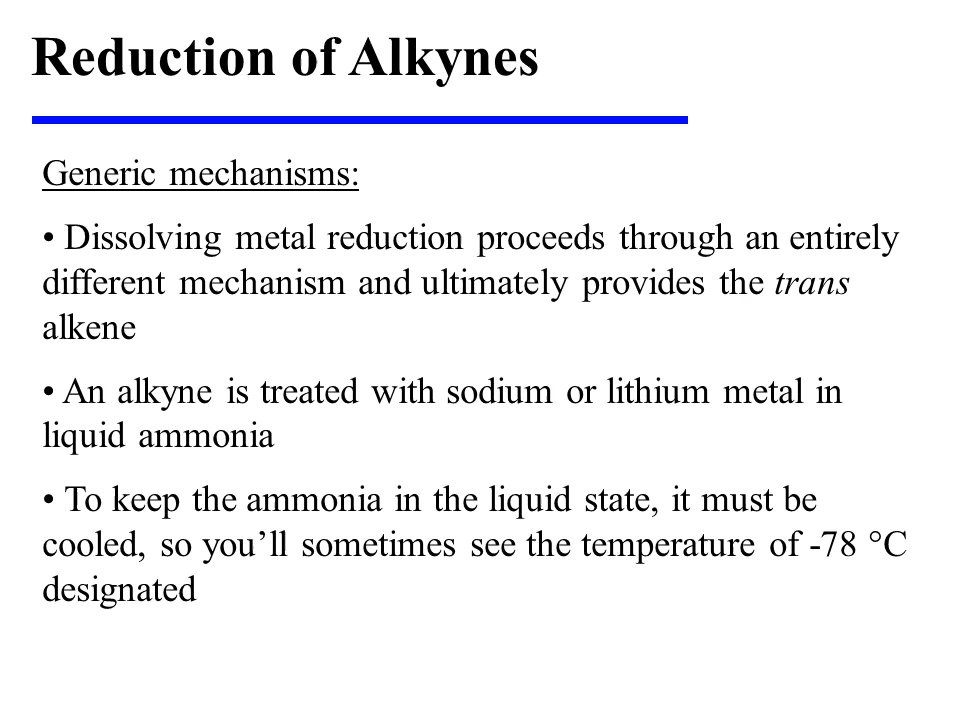 Reduction of Alkynes
Generic mechanisms:
• Dissolving metal reduction proceeds through an entirely
different mechanism and ultimately provides the trans
alkene
• An alkyne is treated with sodium or lithium metal in
liquid ammonia
• To keep the ammonia in the liquid state, it must be
cooled, so you’ll sometimes see the temperature of -78 °C
designated